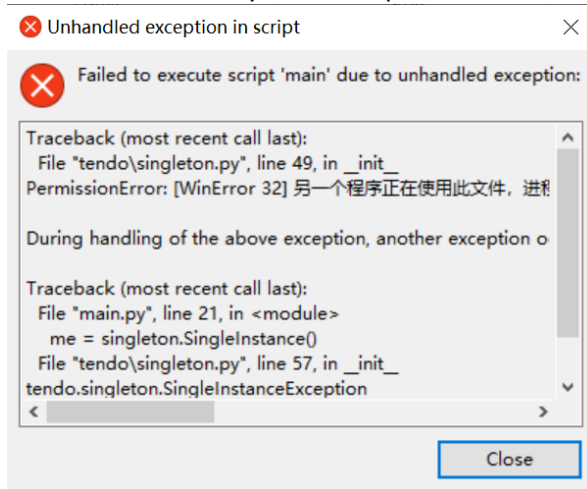 Unhandled exception in script
Failed to execute script 'main' due to unhandled exception:
Traceback (most recent call last):
File "tendo\singleton.py", line 49, in __init__
PermissionError: [WinError 32] 另一个程序正在使用此文件，进程
During handling of the above exception, another exception o
Traceback (most recent call last):
File "main.py", line 21, in <module>
me = singleton.SingleInstance()
File "tendo\singleton.py", line 57, in __init__
tendo.singleton.SingleInstanceException
Close